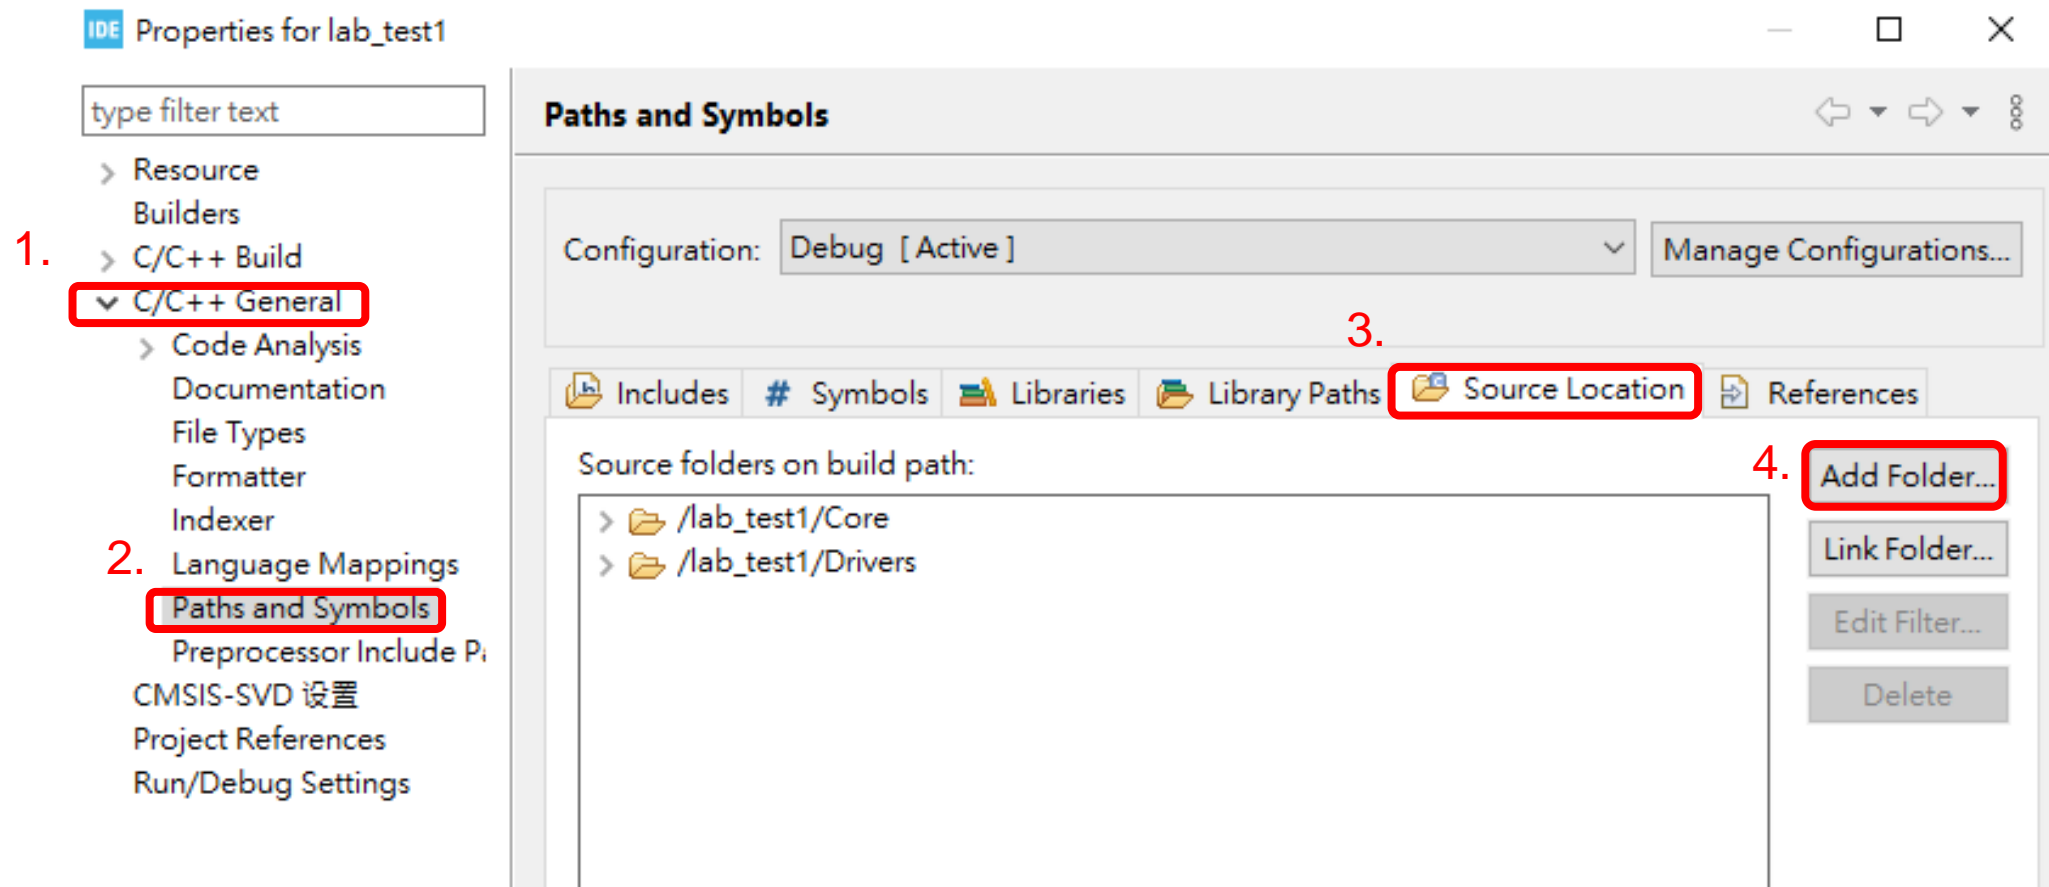 IDE Properties for lab_test1
type filter text
Resource
Builders
1.
C/C++ Build
C/C++ General
Code Analysis
Documentation
File Types
Formatter
Indexer
2.
Language Mappings
Paths and Symbols
Preprocessor Include Pa
CMSIS-SVD 设置
Project References
Run/Debug Settings
Paths and Symbols
Configuration: Debug [ Active ] Manage Configurations...
3.
Includes # Symbols Libraries Library Paths Source Location References
Source folders on build path:
/lab_test1/Core
/lab_test1/Drivers
4.
Add Folder...
Link Folder...
Edit Filter...
Delete